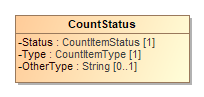 CountStatus
-Status : CountItemStatus [1]
-Type : CountItemType [1]
-OtherType : String [0..1]